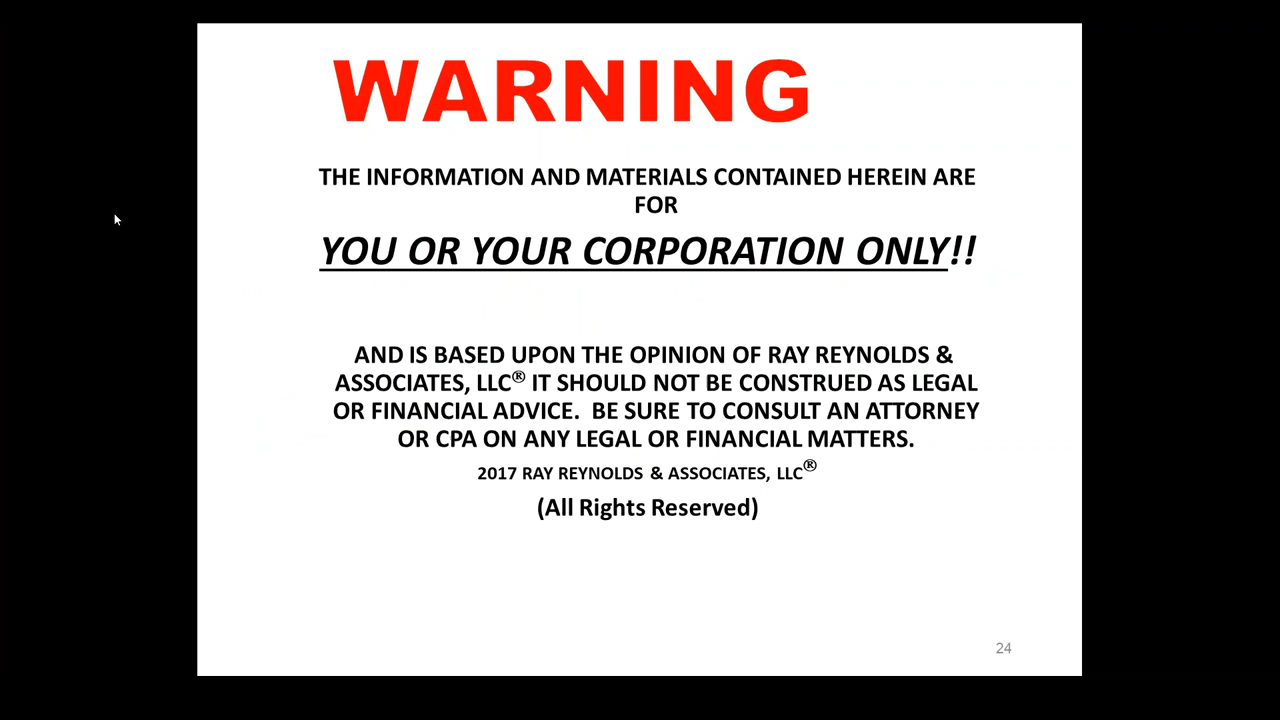 WARNING
THE INFORMATION AND MATERIALS CONTAINED HEREIN ARE
FOR
YOU OR YOUR CORPORATION ONLY!!
AND IS BASED UPON THE OPINION OF RAY REYNOLDS &
ASSOCIATES, LLC® IT SHOULD NOT BE CONSTRUED AS LEGAL
OR FINANCIAL ADVICE.  BE SURE TO CONSULT AN ATTORNEY
OR CPA ON ANY LEGAL OR FINANCIAL MATTERS.
2017 RAY REYNOLDS & ASSOCIATES, LLC®
(All Rights Reserved)
24